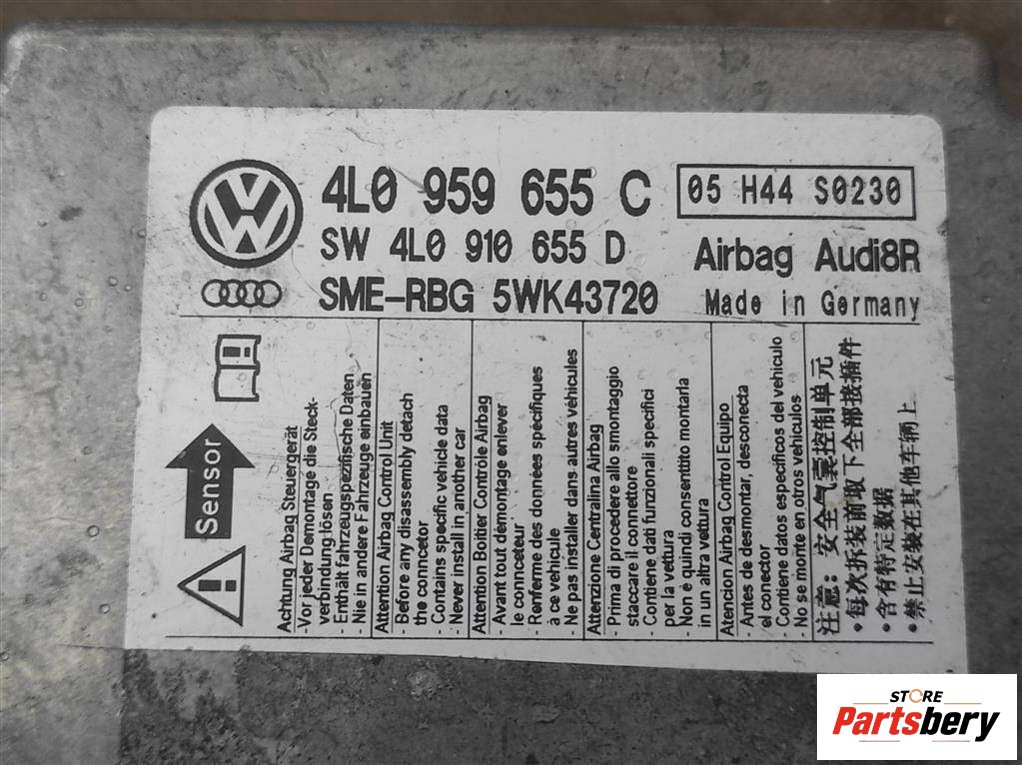 4L0 959 655 C
05 H44 S0230
SW 4L0 910 655 D
Airbag Audi8R
SME-RBG 5WK43720
Made in Germany
Sensor
Achtung Airbag Steuergerät
-Vor jeder Demontage die Steck-
verbindung lösen
-Enthält fahrzeugspezifische Daten
-Nie in andere Fahrzeuge einbauen
Attention Airbag Control Unit
-Before any disassembly detach
the conncetor
-Contains specific vehicle data
-Never install in another car
Attention Boitier Contrôle Airbag
-Avant tout démontage enlever
le connceteur
-Renferme des données spécifiques
à ce véhicule
-Ne pas installer dans autres véhicules
Attenzione Centralina Airbag
-Prima di procedere allo smontaggio
staccare il connettore
-Contiene dati funzionali specifici
per la vettura
-Non è quindi consentito montarla
in un altra vettura
Atencion Airbag Control Equipo
-Antes de desmontar, desconecta
el conector
-Contiene datos específicos del vehículo
-No se monte en otros vehículos
注意：安全气囊控制单元
•每次拆装前取下全部接插件
•含有特定数据
•禁止安装在其他车辆上
STORE
Partsbery